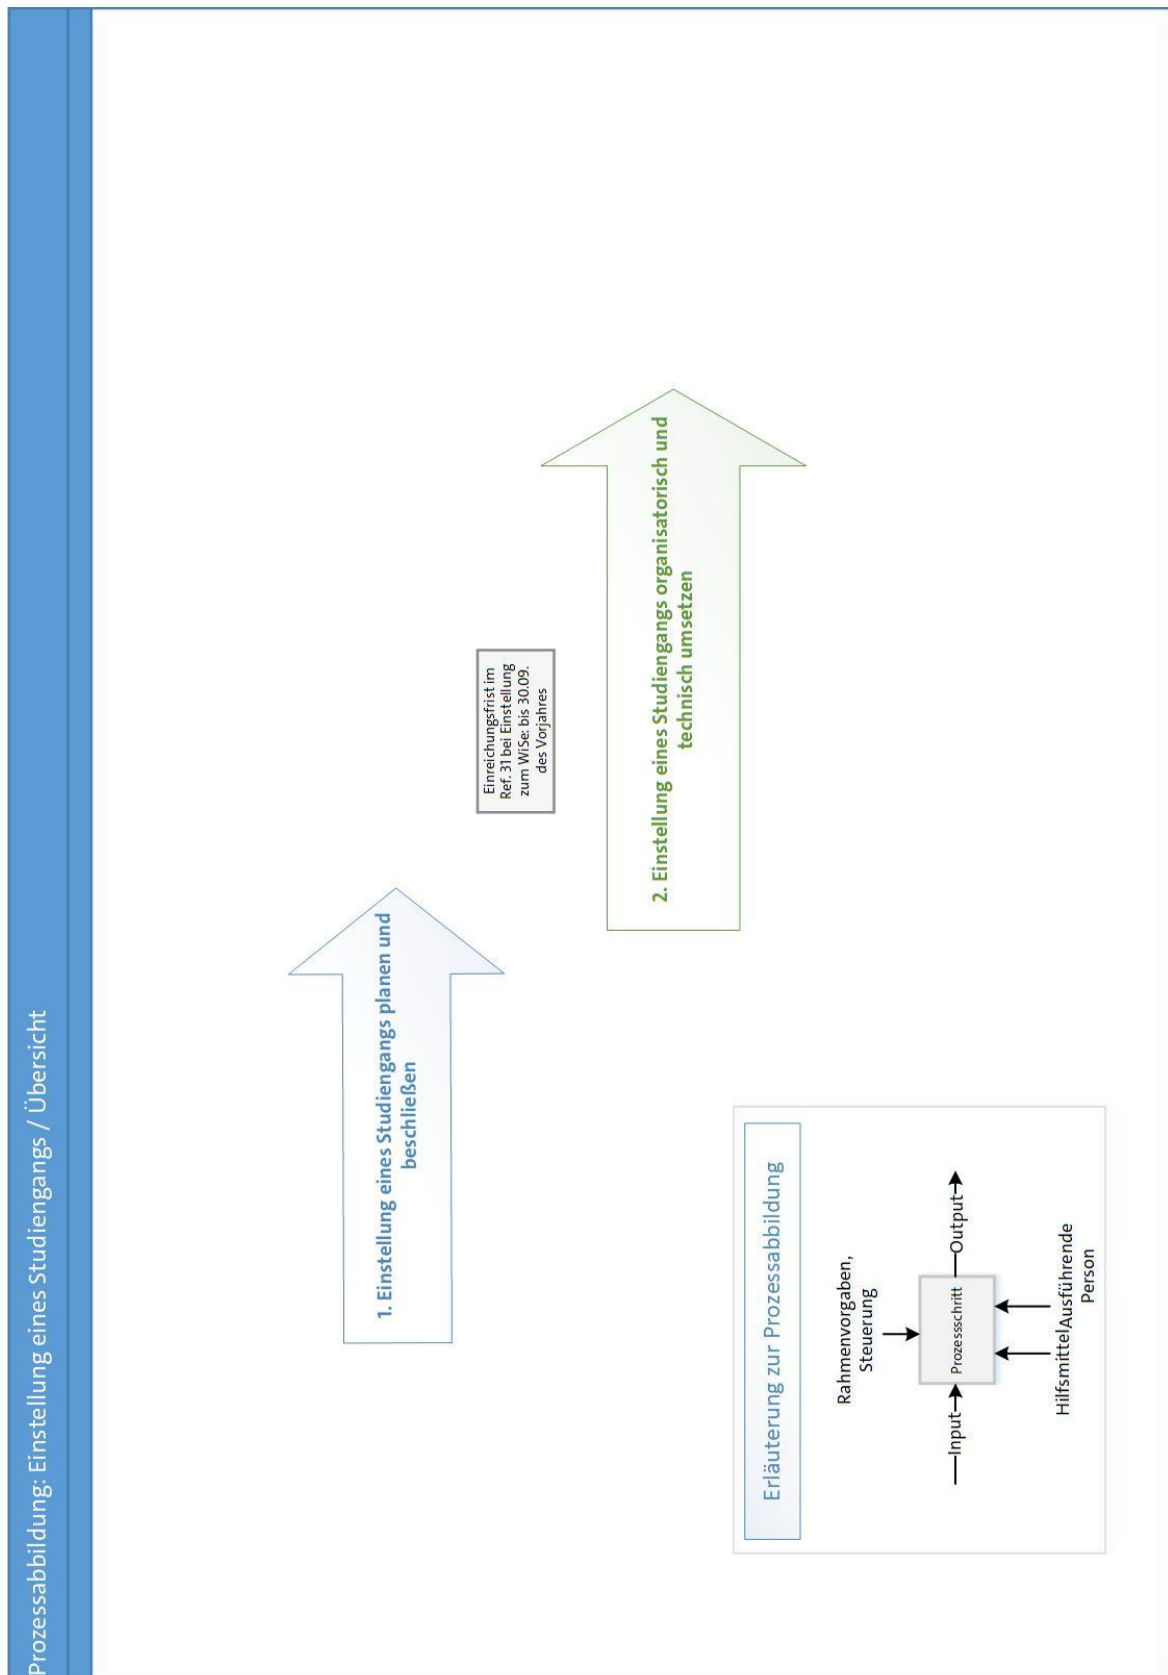 Prozessabbildung: Einstellung eines Studiengangs / Übersicht
1. Einstellung eines Studiengangs planen und
beschließen
Einreichungsfrist im
Ref. 31 bei Einstellung
zum WiSe: bis 30.09.
des Vorjahres
2. Einstellung eines Studiengangs organisatorisch und
technisch umsetzen
Erläuterung zur Prozessabbildung
Rahmenvorgaben,
Steuerung
Input
Prozessschritt
Output
Hilfsmittel
Ausführende
Person